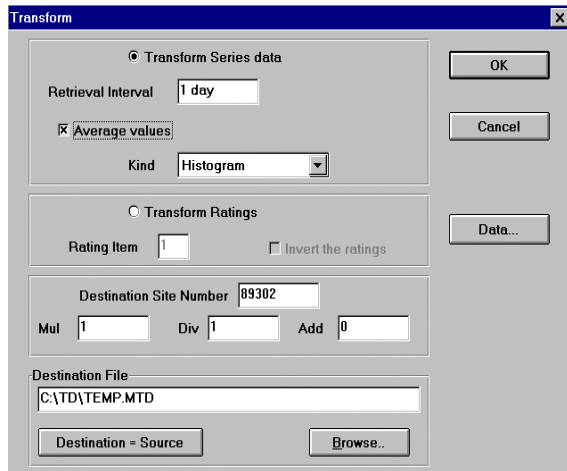 Transform
Transform Series data
OK
Retrieval Interval 1 day
Average values
Cancel
Kind Histogram
Transform Ratings
Data...
Rating Item 1 Invert the ratings
Destination Site Number 89302
Mul 1 Div 1 Add 0
Destination File
C:\TD\TEMP.MTD
Destination = Source Browse..